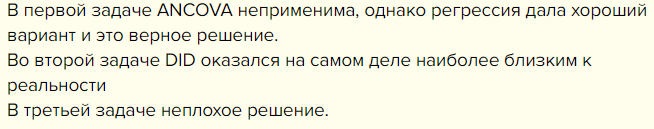 В первой задаче ANCOVA неприменима, однако регрессия дала хороший
вариант и это верное решение.
Во второй задаче DID оказался на самом деле наиболее близким к
реальности
В третьей задаче неплохое решение.